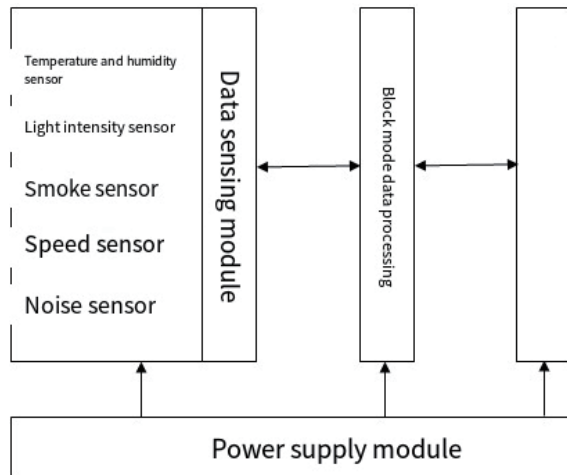 Temperature and humidity
sensor
Light intensity sensor
Smoke sensor
Speed sensor
Noise sensor
Data sensing module
Block mode data processing
Power supply module